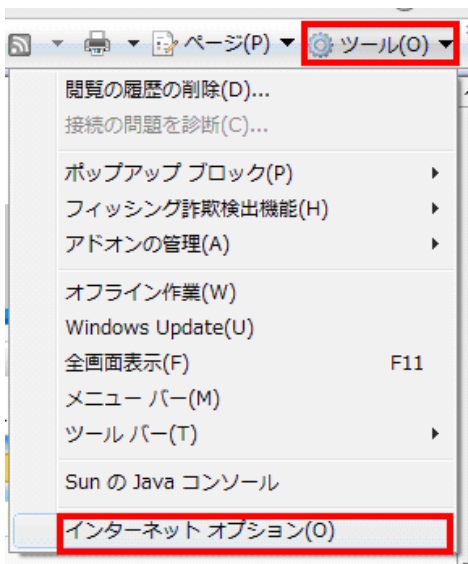 ページ(P) ツール(O)
閲覧の履歴の削除(D)...
接続の問題を診断(C)...
ポップアップ ブロック(P)
フィッシング詐欺検出機能(H)
アドオンの管理(A)
オフライン作業(W)
Windows Update(U)
全画面表示(F) F11
メニュー バー(M)
ツール バー(T)
Sun の Java コンソール
インターネット オプション(O)